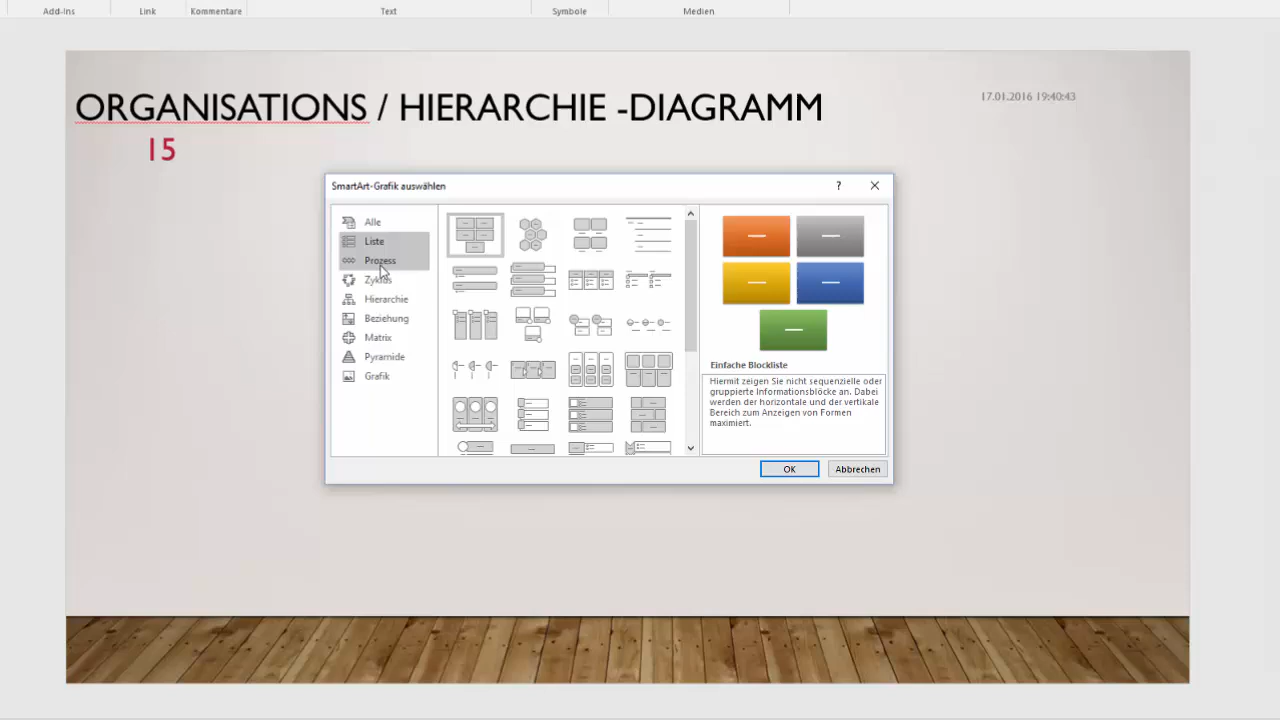 Add-Ins Link Kommentare Text Symbole Medien
ORGANISATIONS / HIERARCHIE -DIAGRAMM
17.01.2016 19:40:43
15
SmartArt-Grafik auswählen
?
Alle
Liste
Prozess
Zyklus
Hierarchie
Beziehung
Matrix
Pyramide
Grafik
Einfache Blockliste
Hiermit zeigen Sie nicht sequenzielle oder
gruppierte Informationsblöcke an. Dabei
werden der horizontale und der vertikale
Bereich zum Anzeigen von Formen
maximiert.
OK Abbrechen